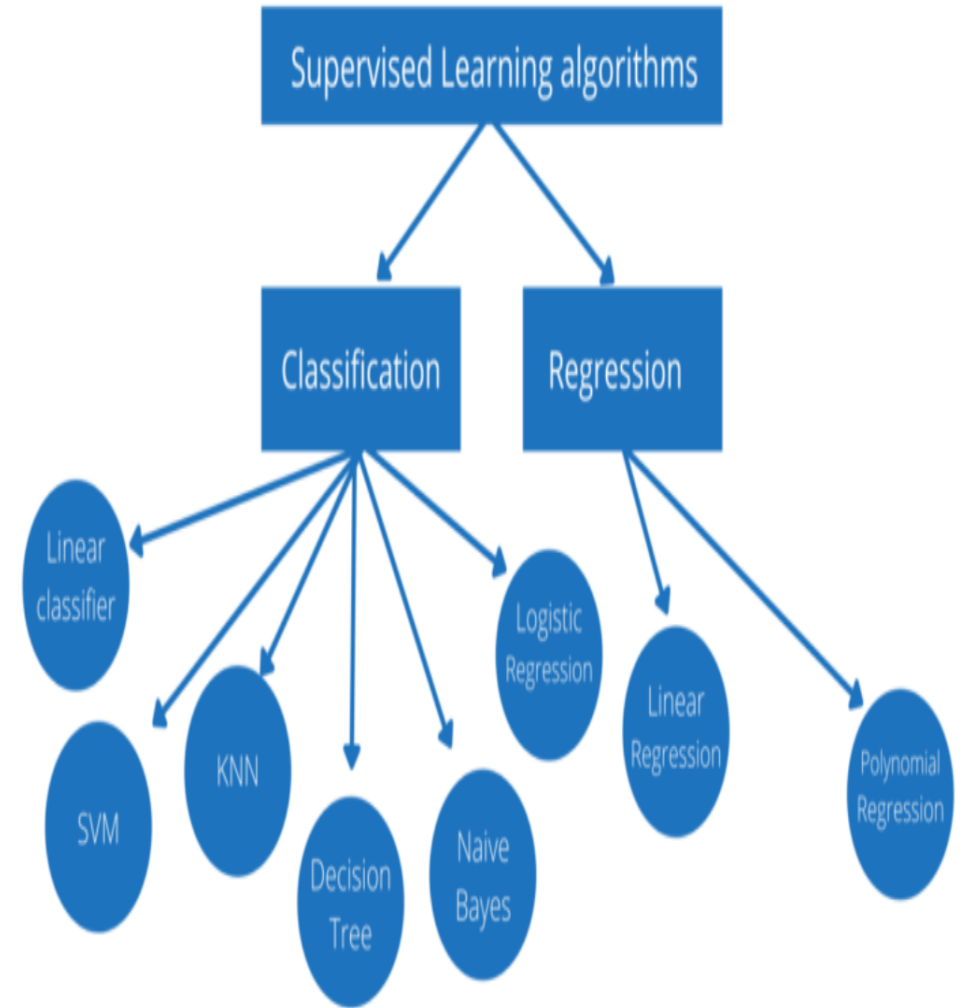 Supervised Learning algorithms
Classification
Regression
Linear
classifier
SVM
KNN
Decision
Tree
Naive
Bayes
Logistic
Regression
Linear
Regression
Polynomial
Regression